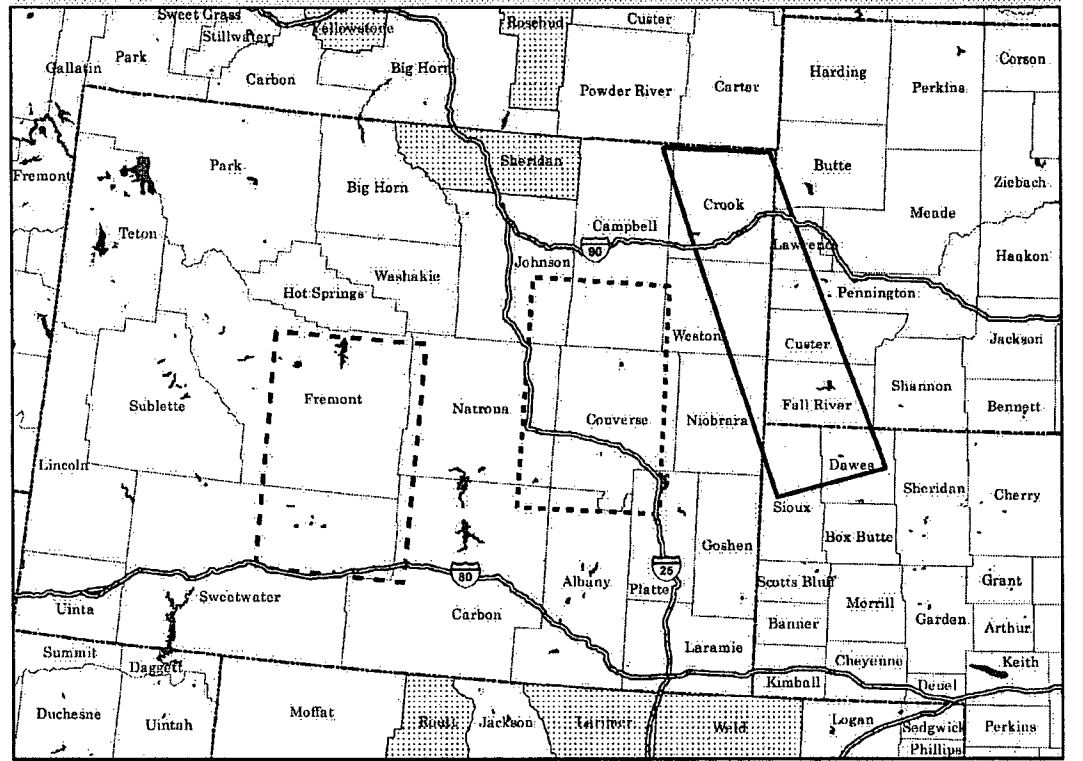 Sweet Grass
Stillwater
Yellowstone
Rosebud
Custer
Corson
Gallatin
Park
Carbon
Big Horn
Powder River
Carter
Harding
Perkins
Fremont
Park
Big Horn
Sheridan
Crook
Butte
Ziebach
Teton
Campbell
Meade
90
Johnson
Lawrence
Haakon
Washakie
Hot Springs
Pennington
Weston
Custer
Jackson
Sublette
Fremont
Natrona
Converse
Niobrara
Fall River
Shannon
Bennett
Lincoln
Dawes
Sheridan
Cherry
Sioux
Box Butte
Goshen
80
25
Uinta
Sweetwater
Carbon
Albany
Platte
Scotts Bluff
Morrill
Grant
Garden
Arthur
Banner
Laramie
Summit
Daggett
Cheyenne
Kimball
Keith
Deuel
Duchesne
Uintah
Moffat
Routt
Jackson
Larimer
Weld
Logan
Sedgwick
Perkins
Phillips